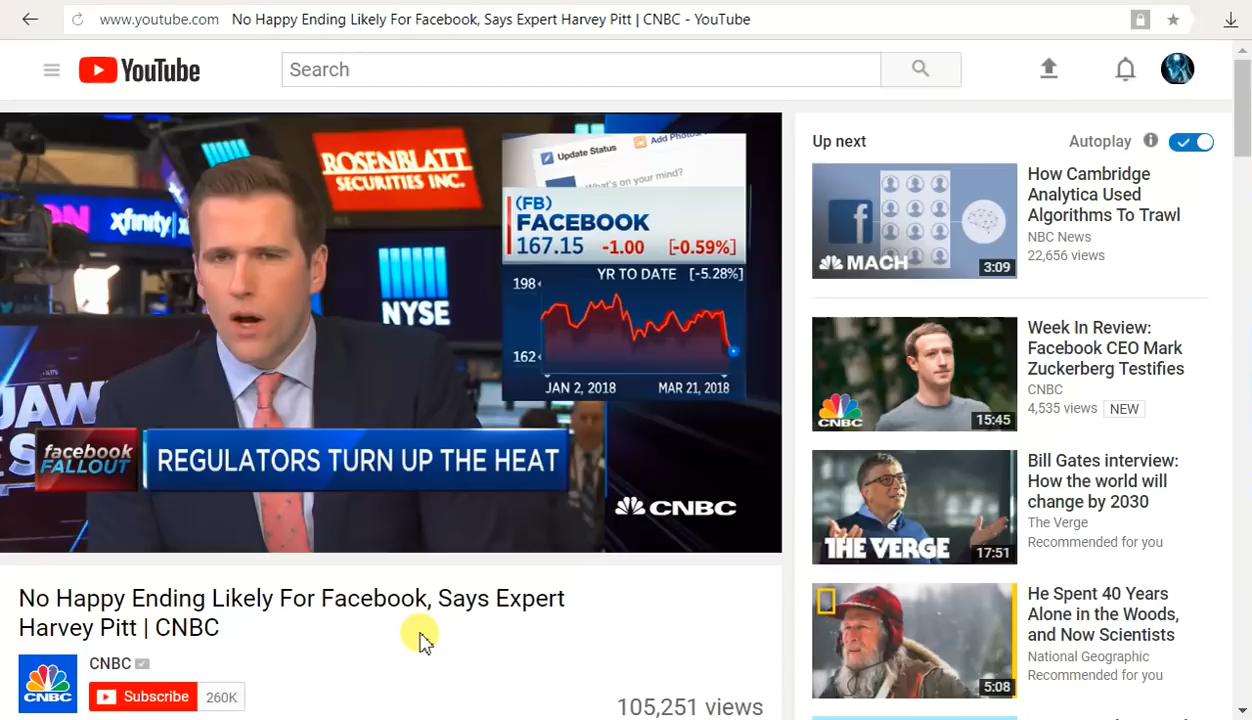 www.youtube.com No Happy Ending Likely For Facebook, Says Expert Harvey Pitt | CNBC - YouTube
YouTube
Search
ROSENBLATT
SECURITIES INC.
xfinity
NYSE
Update Status
Add Photos
What's on your mind?
(FB)
FACEBOOK
167.15 -1.00 [-0.59%]
YR TO DATE [-5.28%]
198
162
JAN 2, 2018 MAR 21, 2018
facebook
FALLOUT
REGULATORS TURN UP THE HEAT
CNBC
No Happy Ending Likely For Facebook, Says Expert
Harvey Pitt | CNBC
CNBC
CNBC
Subscribe 260K
105,251 views
Up next Autoplay
MACH
3:09
How Cambridge
Analytica Used
Algorithms To Trawl
NBC News
22,656 views
CNBC
15:45
Week In Review:
Facebook CEO Mark
Zuckerberg Testifies
CNBC
4,535 views NEW
THE VERGE
17:51
Bill Gates interview:
How the world will
change by 2030
The Verge
Recommended for you
5:08
He Spent 40 Years
Alone in the Woods,
and Now Scientists
National Geographic
Recommended for you